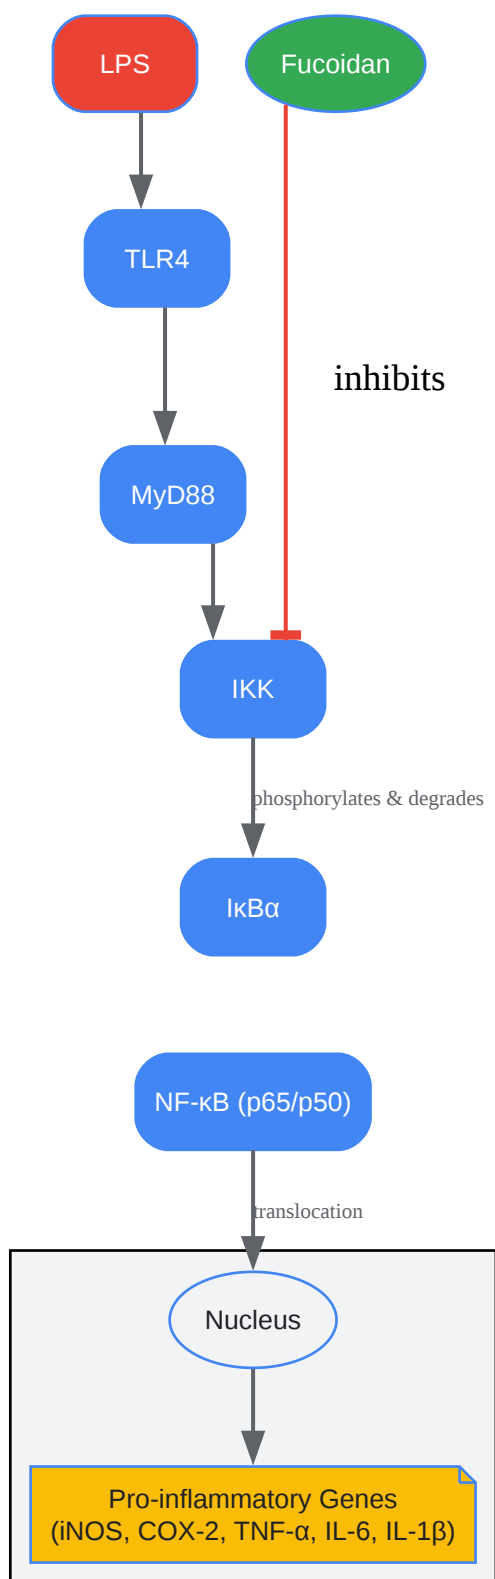 LPS
Fucoidan
TLR4
inhibits
MyD88
IKK
phosphorylates & degrades
IκBα
NF-κB (p65/p50)
translocation
Nucleus
Pro-inflammatory Genes
(iNOS, COX-2, TNF-α, IL-6, IL-1β)